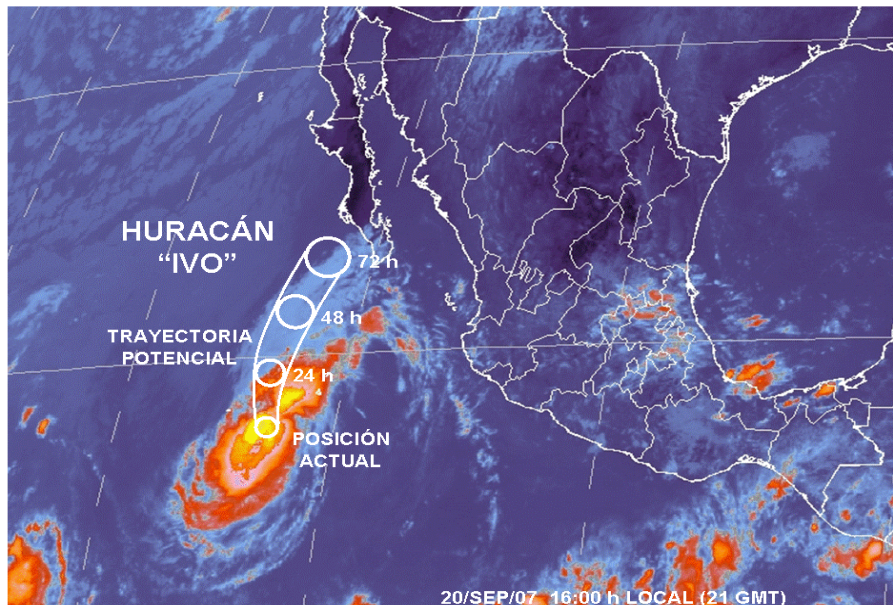 HURACÁN
“IVO”
72 h
48 h
TRAYECTORIA
POTENCIAL
24 h
POSICIÓN
ACTUAL
20/SEP/07 16:00 h LOCAL (21 GMT)